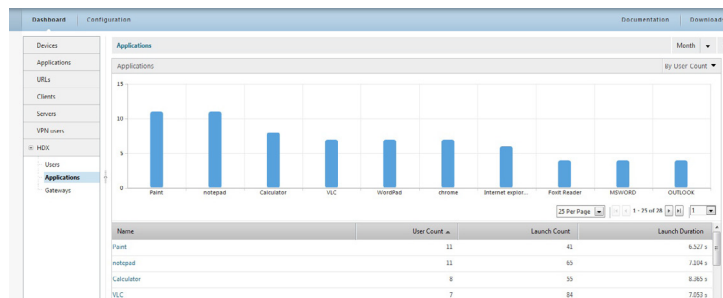 Dashboard Configuration Documentation Downloads
Devices
Applications
URLs
Clients
Servers
VPN users
HDX
Users
Applications
Gateways
Applications Month
Applications By User Count
15
10
5
0
Paint notepad Calculator VLC WordPad chrome Internet explor... Foxit Reader MSWORD OUTLOOK
25 Per Page 1 - 25 of 28 1
Name User Count Launch Count Launch Duration
Paint 11 41 6.527 s
notepad 11 65 7.104 s
Calculator 8 55 8.365 s
VLC 7 84 7.053 s